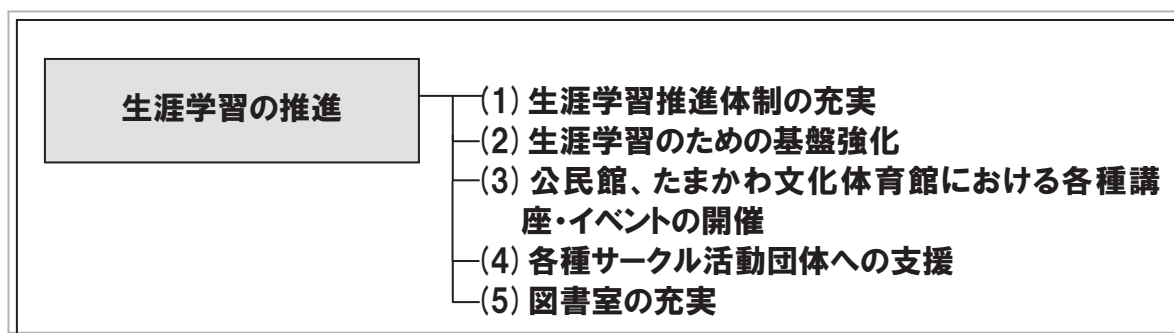 生涯学習の推進
(1) 生涯学習推進体制の充実
(2) 生涯学習のための基盤強化
(3) 公民館、たまかわ文化体育館における各種講
座・イベントの開催
(4) 各種サークル活動団体への支援
(5) 図書室の充実